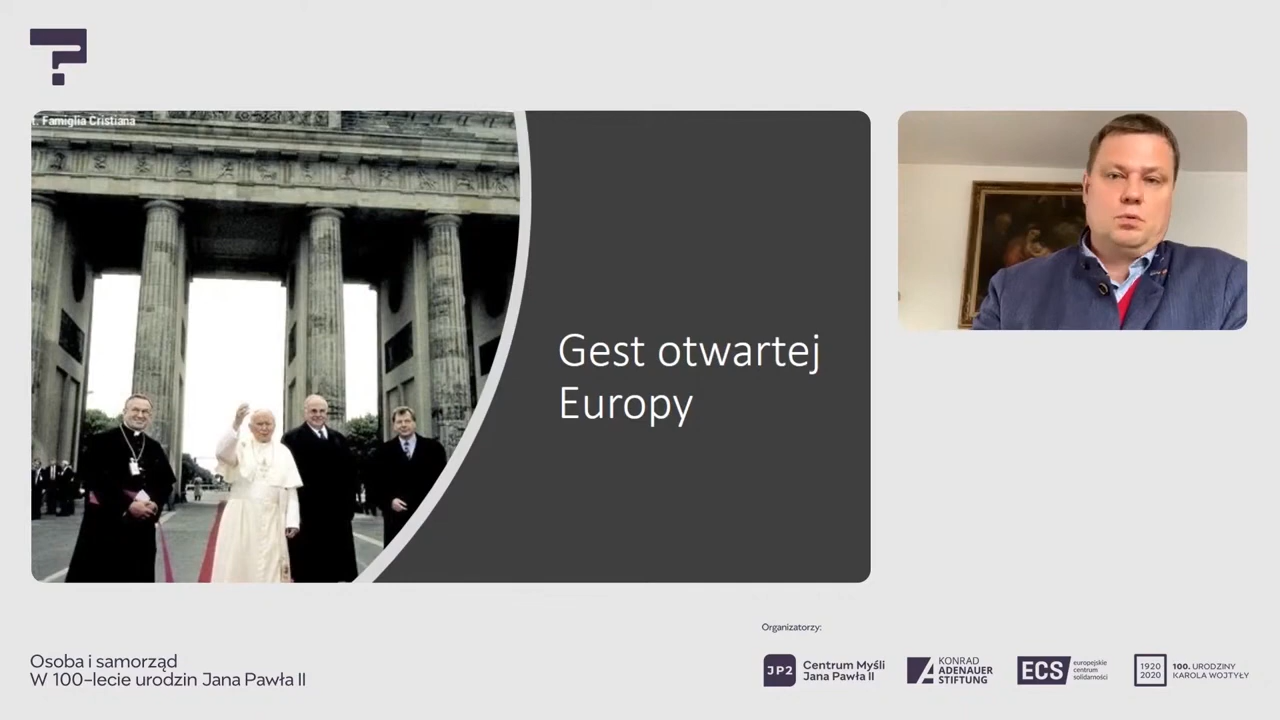 t. Famiglia Cristiana
Gest otwartej
Europy
Organizatorzy:
Osoba i samorząd
W 100-lecie urodzin Jana Pawła II
JP2
Centrum Myśli
Jana Pawła II
KONRAD
ADENAUER
STIFTUNG
ECS
europejskie
centrum
solidarności
1920
2020
100. URODZINY
KAROLA WOJTYŁY